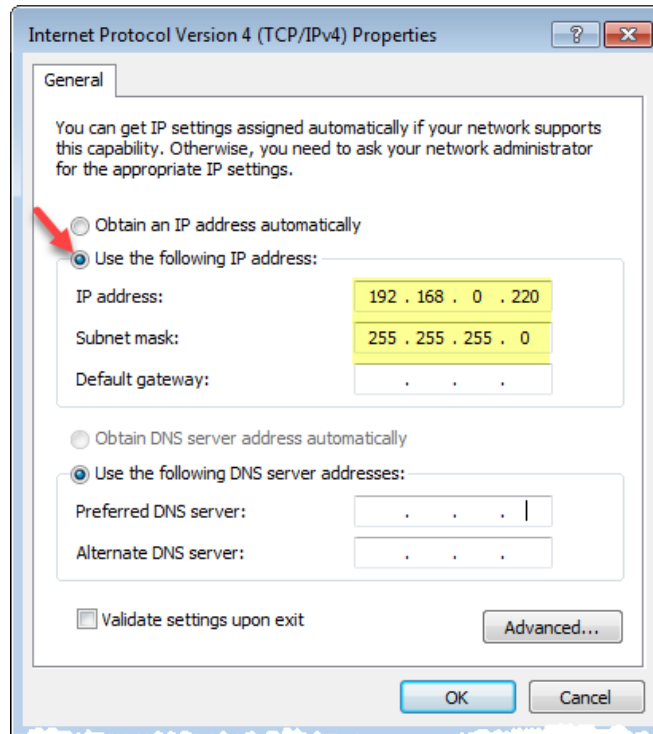 Internet Protocol Version 4 (TCP/IPv4) Properties
General
You can get IP settings assigned automatically if your network supports
this capability. Otherwise, you need to ask your network administrator
for the appropriate IP settings.
Obtain an IP address automatically
Use the following IP address:
IP address: 192 . 168 . 0 . 220
Subnet mask: 255 . 255 . 255 . 0
Default gateway: . . .
Obtain DNS server address automatically
Use the following DNS server addresses:
Preferred DNS server: . . .
Alternate DNS server: . . .
Validate settings upon exit
Advanced...
OK Cancel